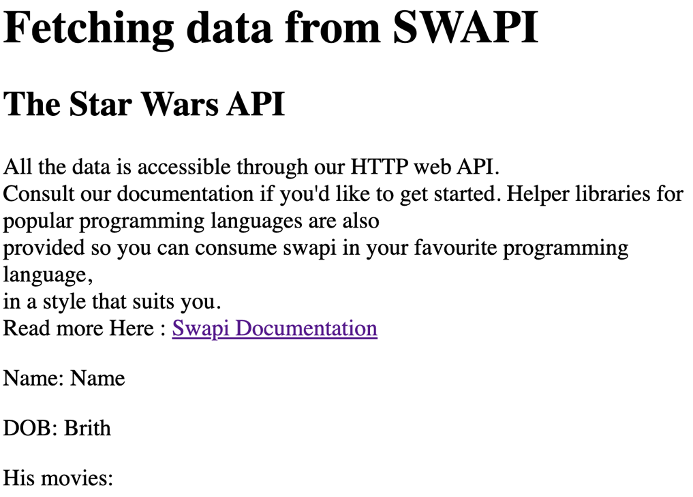 Fetching data from SWAPI
The Star Wars API
All the data is accessible through our HTTP web API.
Consult our documentation if you'd like to get started. Helper libraries for
popular programming languages are also
provided so you can consume swapi in your favourite programming
language,
in a style that suits you.
Read more Here : Swapi Documentation
Name: Name
DOB: Brith
His movies: